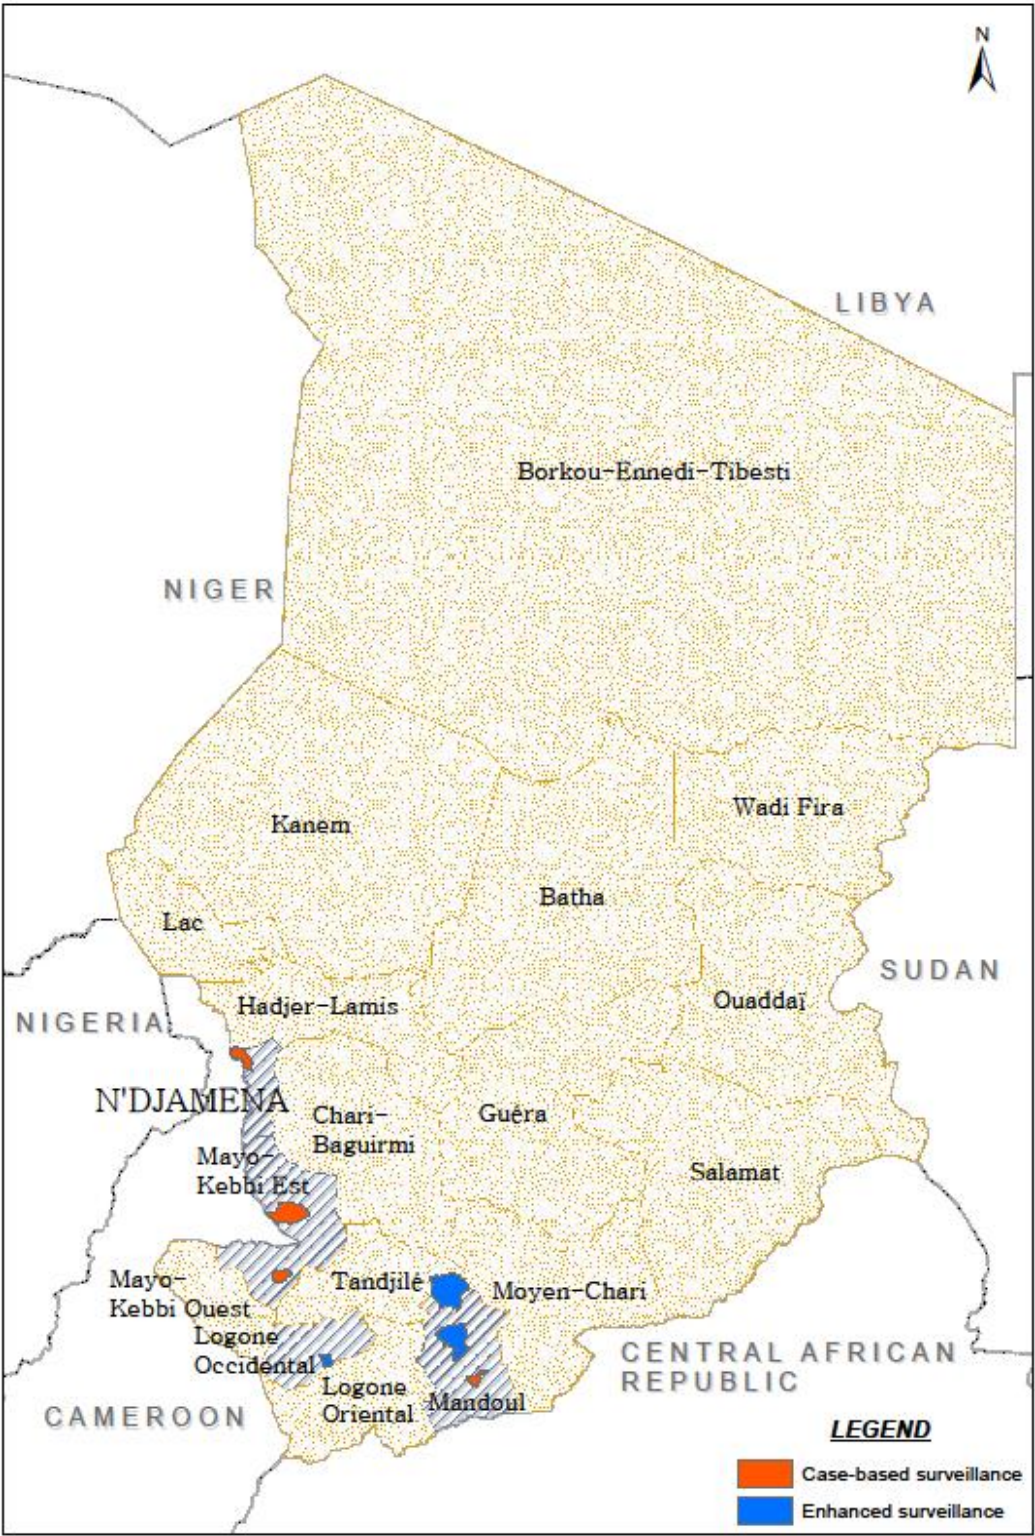 N
LIBYA
Borkou-Ennedi-Tibesti
NIGER
Wadi Fira
Kanem
Batha
Lac
SUDAN
Ouaddaï
Hadjer-Lamis
NIGERIA
N'DJAMENA
Chari-
Baguirmi
Guéra
Mayo-
Kebbi Est
Salamat
Mayo-
Kebbi Ouest
Tandjilé
Moyen-Chari
Logone
Occidental
CENTRAL AFRICAN
REPUBLIC
Logone
Oriental
Mandoul
CAMEROON
LEGEND
Case-based surveillance
Enhanced surveillance